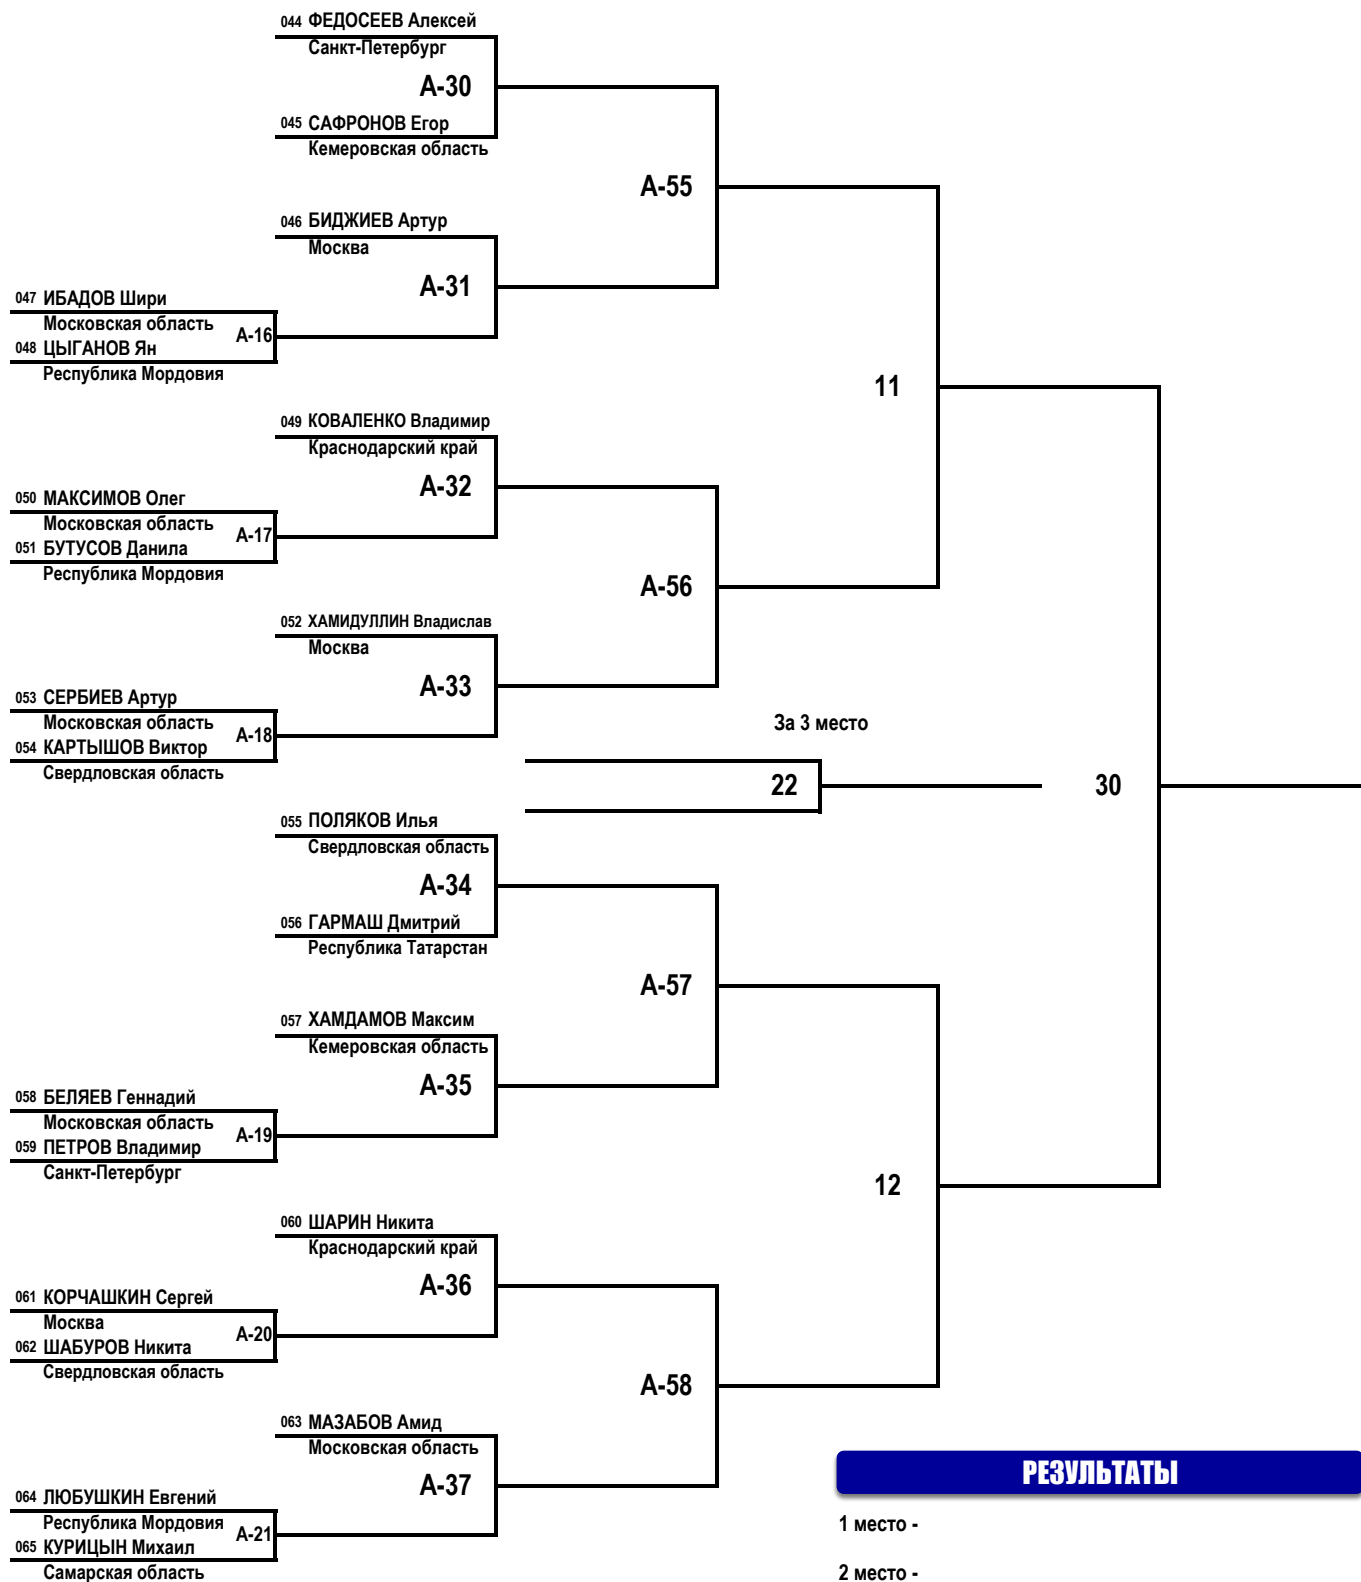 044 ФЕДОСЕЕВ Алексей
Санкт-Петербург
А-30
045 САФРОНОВ Егор
Кемеровская область
А-55
046 БИДЖИЕВ Артур
Москва
А-31
047 ИБАДОВ Шири
Московская область
А-16
048 ЦЫГАНОВ Ян
Республика Мордовия
11
049 КОВАЛЕНКО Владимир
Краснодарский край
А-32
050 МАКСИМОВ Олег
Московская область
А-17
051 БУТУСОВ Данила
Республика Мордовия
А-56
052 ХАМИДУЛЛИН Владислав
Москва
А-33
053 СЕРБИЕВ Артур
Московская область
А-18
054 КАРТЫШОВ Виктор
Свердловская область
За 3 место
22
30
055 ПОЛЯКОВ Илья
Свердловская область
А-34
056 ГАРМАШ Дмитрий
Республика Татарстан
А-57
057 ХАМДАМОВ Максим
Кемеровская область
А-35
058 БЕЛЯЕВ Геннадий
Московская область
А-19
059 ПЕТРОВ Владимир
Санкт-Петербург
12
060 ШАРИН Никита
Краснодарский край
А-36
061 КОРЧАШКИН Сергей
Москва
А-20
062 ШАБУРОВ Никита
Свердловская область
А-58
063 МАЗАБОВ Амид
Московская область
А-37
064 ЛЮБУШКИН Евгений
Республика Мордовия
А-21
065 КУРИЦЫН Михаил
Самарская область
РЕЗУЛЬТАТЫ
1 место -
2 место -